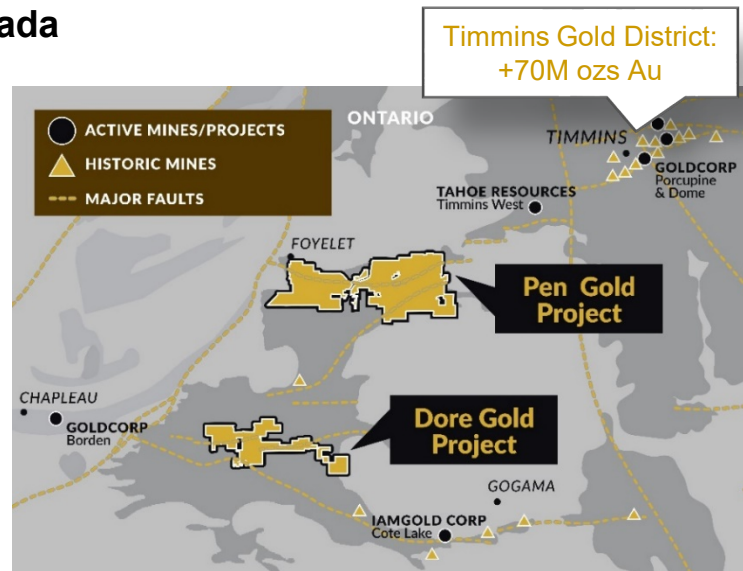 ada
Timmins Gold District:
+70M ozs Au
ONTARIO
ACTIVE MINES/PROJECTS
HISTORIC MINES
MAJOR FAULTS
TIMMINS
GOLDCORP
Porcupine
& Dome
TAHOE RESOURCES
Timmins West
FOYELET
Pen Gold
Project
CHAPLEAU
GOLDCORP
Borden
Dore Gold
Project
GOGAMA
IAMGOLD CORP
Cote Lake